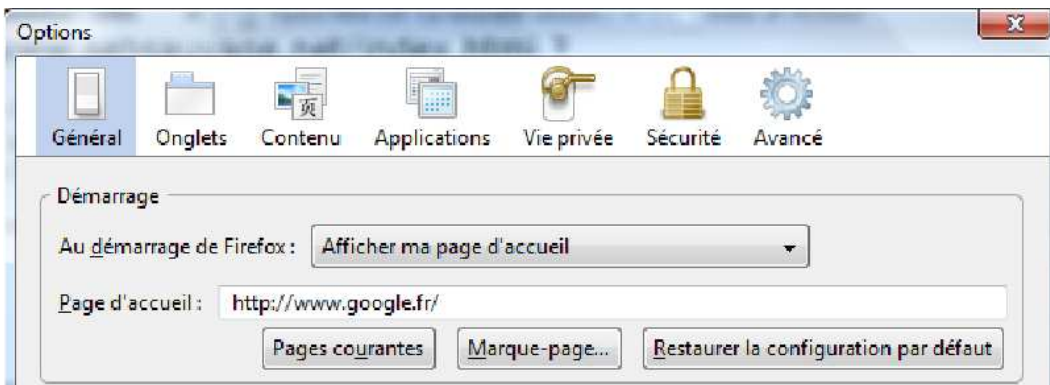 Options
Général Onglets Contenu Applications Vie privée Sécurité Avancé
Démarrage
Au démarrage de Firefox : Afficher ma page d'accueil
Page d'accueil : http://www.google.fr/
Pages courantes Marque-page... Restaurer la configuration par défaut